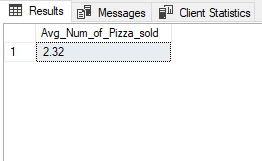 Results Messages Client Statistics
Avg_Num_of_Pizza_sold
1 2.32